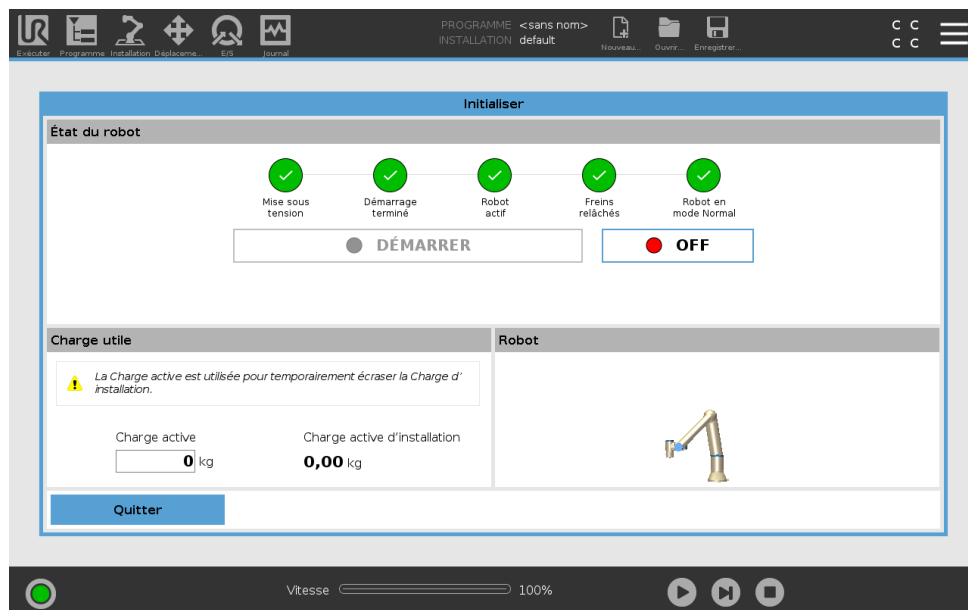 PROGRAMME <sans nom>
INSTALLATION default
Exécuter Programme Installation Déplaceme... E/S Journal Nouveau... Ouvrir... Enregistrer...
C C
C C
Initialiser
État du robot
Mise sous tension
Démarrage terminé
Robot actif
Freins relâchés
Robot en mode Normal
DÉMARRER
OFF
Charge utile
Robot
La Charge active est utilisée pour temporairement écraser la Charge d'
installation.
Charge active
Charge active d'installation
0 kg
0,00 kg
Quitter
Vitesse 100%